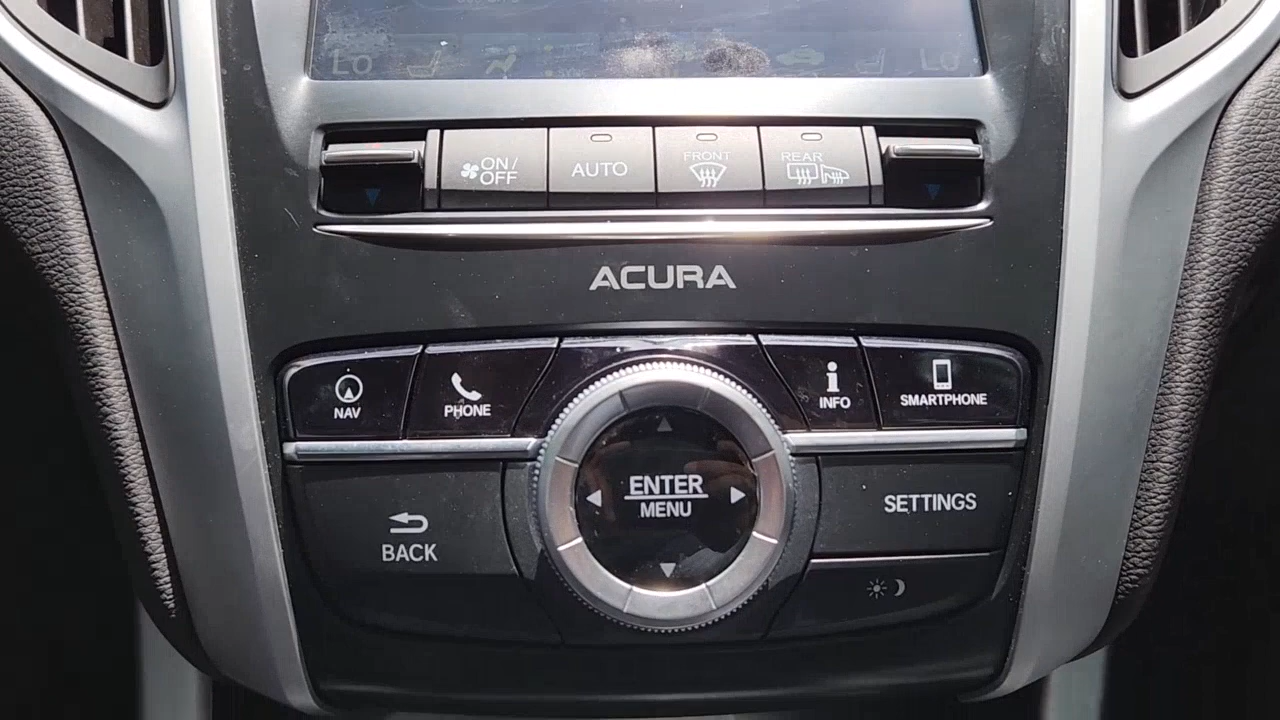 Lo
Lo
ON/
OFF
AUTO
FRONT
REAR
ACURA
NAV
PHONE
INFO
SMARTPHONE
ENTER
MENU
BACK
SETTINGS